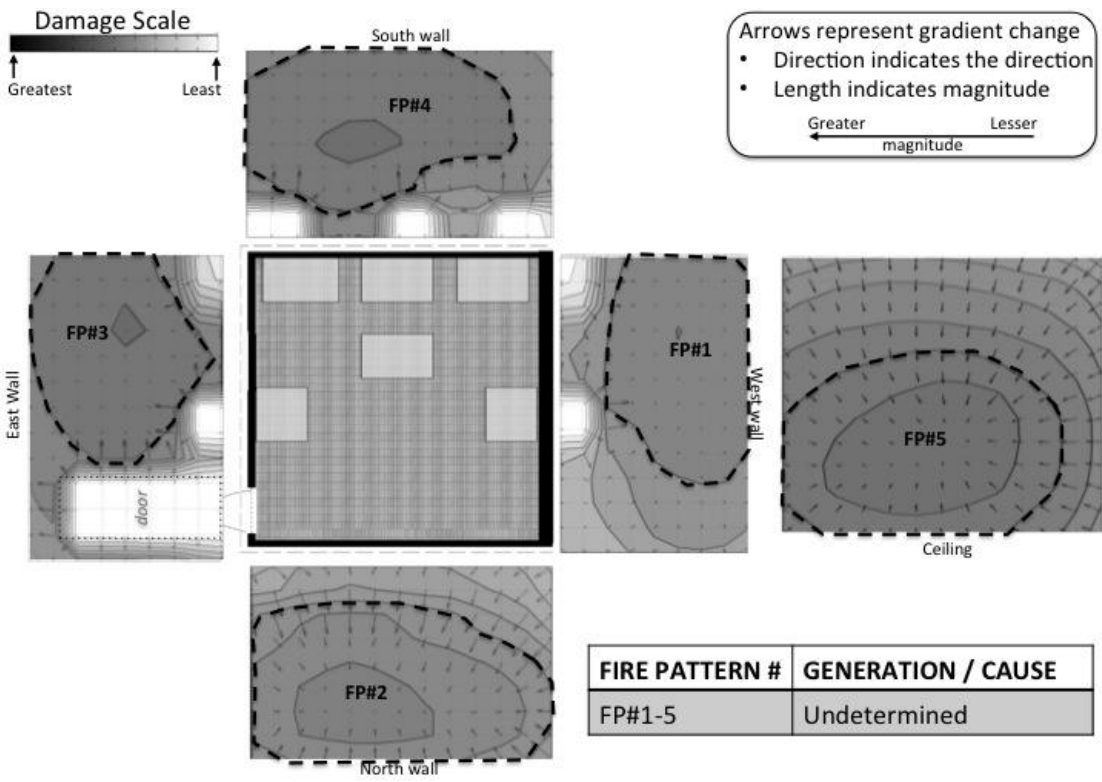 Damage Scale
Greatest
Least
South wall
Arrows represent gradient change
• Direction indicates the direction
• Length indicates magnitude
Greater
Lesser
magnitude
FP#4
FP#3
East Wall
door
FP#1
West wall
FP#5
Ceiling
FP#2
North wall
FIRE PATTERN # GENERATION / CAUSE
FP#1-5 Undetermined